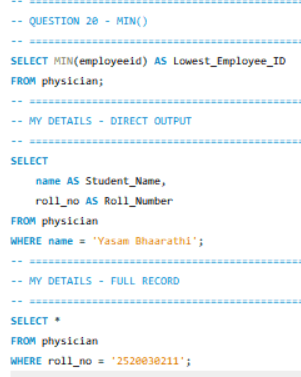 -- ========================================
-- QUESTION 20 - MIN()
-- ========================================
SELECT MIN(employeeid) AS Lowest_Employee_ID
FROM physician;
-- ========================================
-- MY DETAILS - DIRECT OUTPUT
-- ========================================
SELECT
name AS Student_Name,
roll_no AS Roll_Number
FROM physician
WHERE name = 'Yasam Bhaarathi';
-- ========================================
-- MY DETAILS - FULL RECORD
-- ========================================
SELECT *
FROM physician
WHERE roll_no = '2520030211';